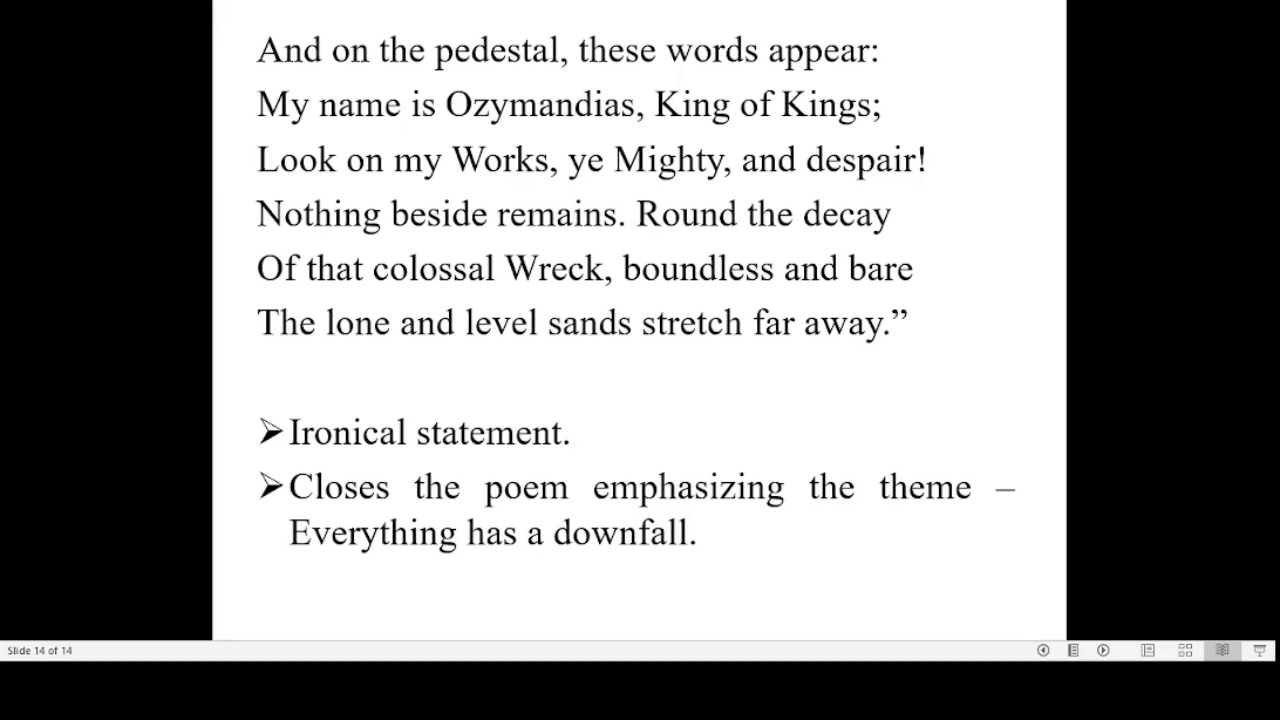 And on the pedestal, these words appear:
My name is Ozymandias, King of Kings;
Look on my Works, ye Mighty, and despair!
Nothing beside remains. Round the decay
Of that colossal Wreck, boundless and bare
The lone and level sands stretch far away.”
➢Ironical statement.
➢Closes the poem emphasizing the theme –
Everything has a downfall.
Slide 14 of 14